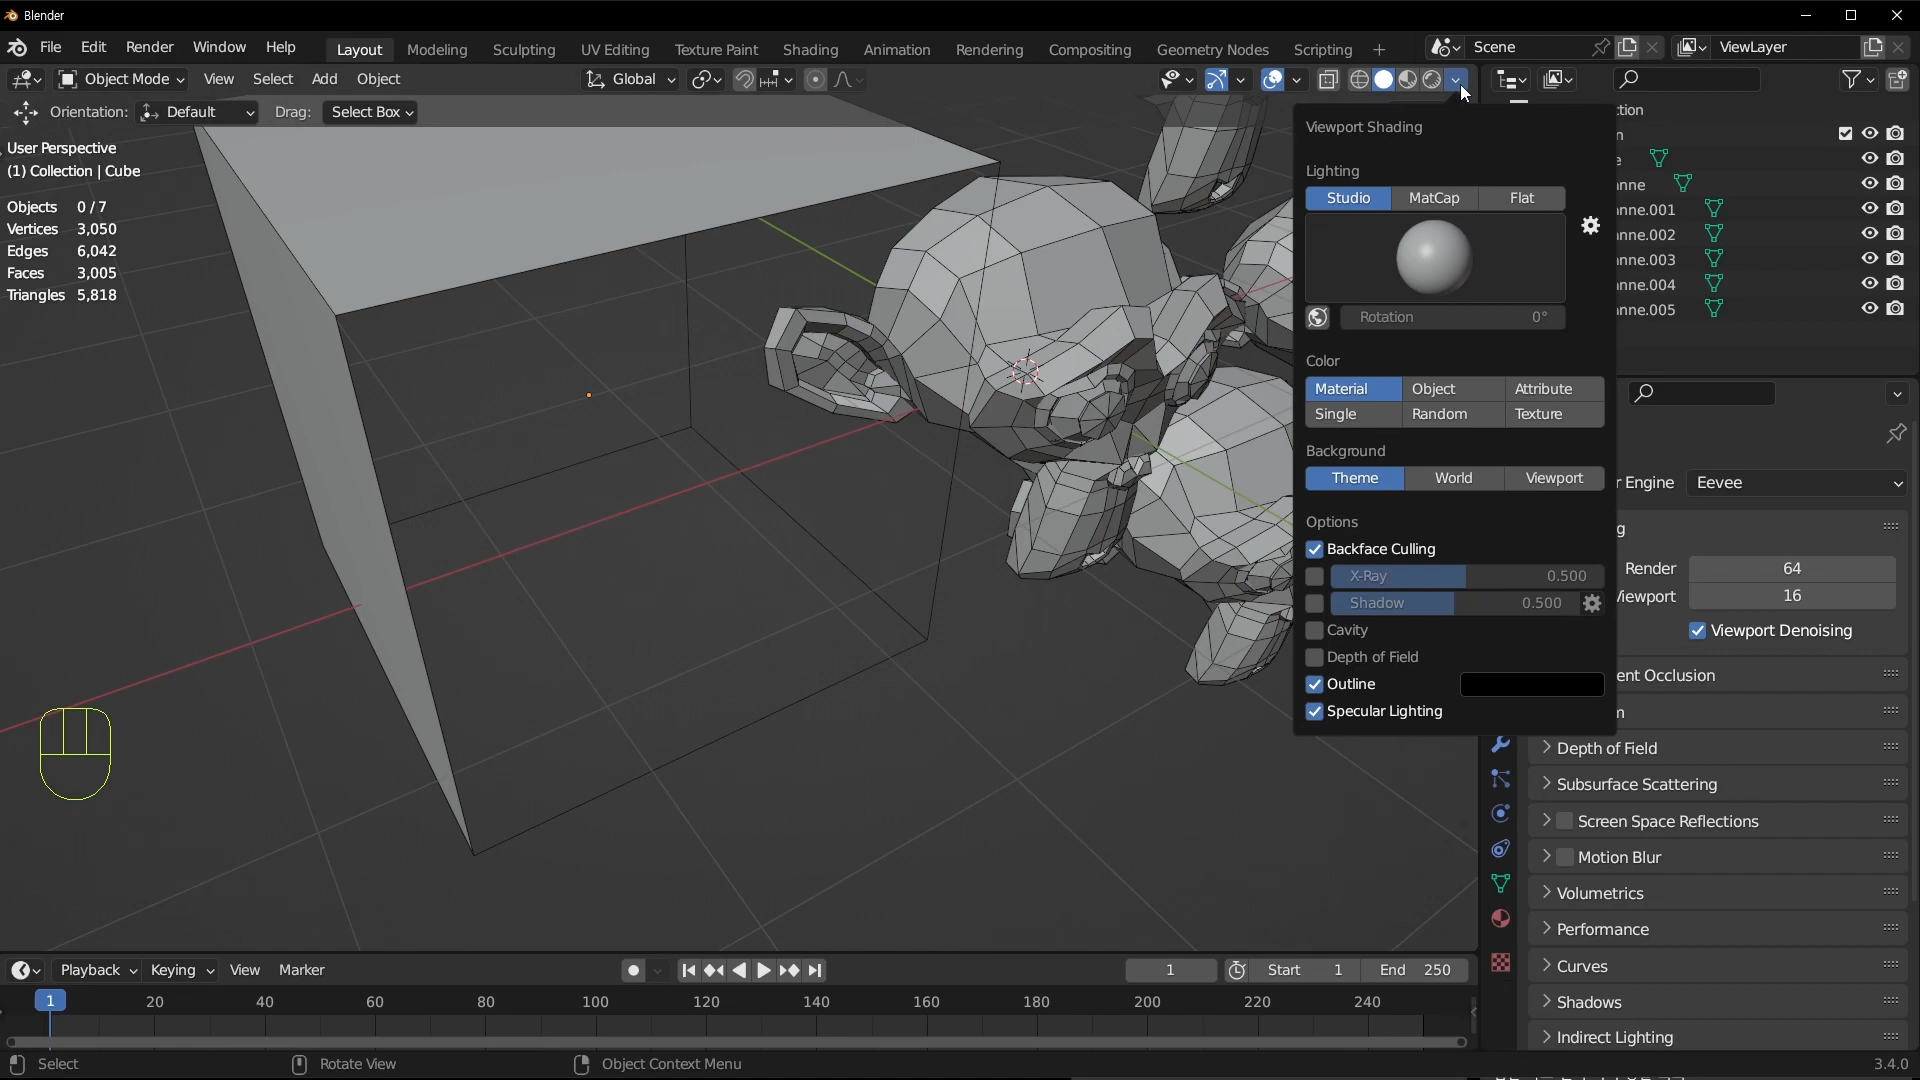 Blender
File Edit Render Window Help Layout Modeling Sculpting UV Editing Texture Paint Shading Animation Rendering Compositing Geometry Nodes Scripting + Scene ViewLayer
Object Mode View Select Add Object Global
Orientation: Default Drag: Select Box
User Perspective
(1) Collection | Cube
Objects 0 / 7
Vertices 3,050
Edges 6,042
Faces 3,005
Triangles 5,818
Viewport Shading
Lighting
Studio MatCap Flat
Rotation 0°
Color
Material Object Attribute
Single Random Texture
Background
Theme World Viewport
Options
Backface Culling
X-Ray 0.500
Shadow 0.500
Cavity
Depth of Field
Outline
Specular Lighting
ction
n
e
anne
nne.001
nne.002
nne.003
nne.004
nne.005
r Engine Eevee
g
Render 64
Viewport 16
Viewport Denoising
ent Occlusion
m
Depth of Field
Subsurface Scattering
Screen Space Reflections
Motion Blur
Volumetrics
Performance
Curves
Shadows
Indirect Lighting
Playback Keying View Marker 1 Start 1 End 250
1 20 40 60 80 100 120 140 160 180 200 220 240
Select Rotate View Object Context Menu 3.4.0